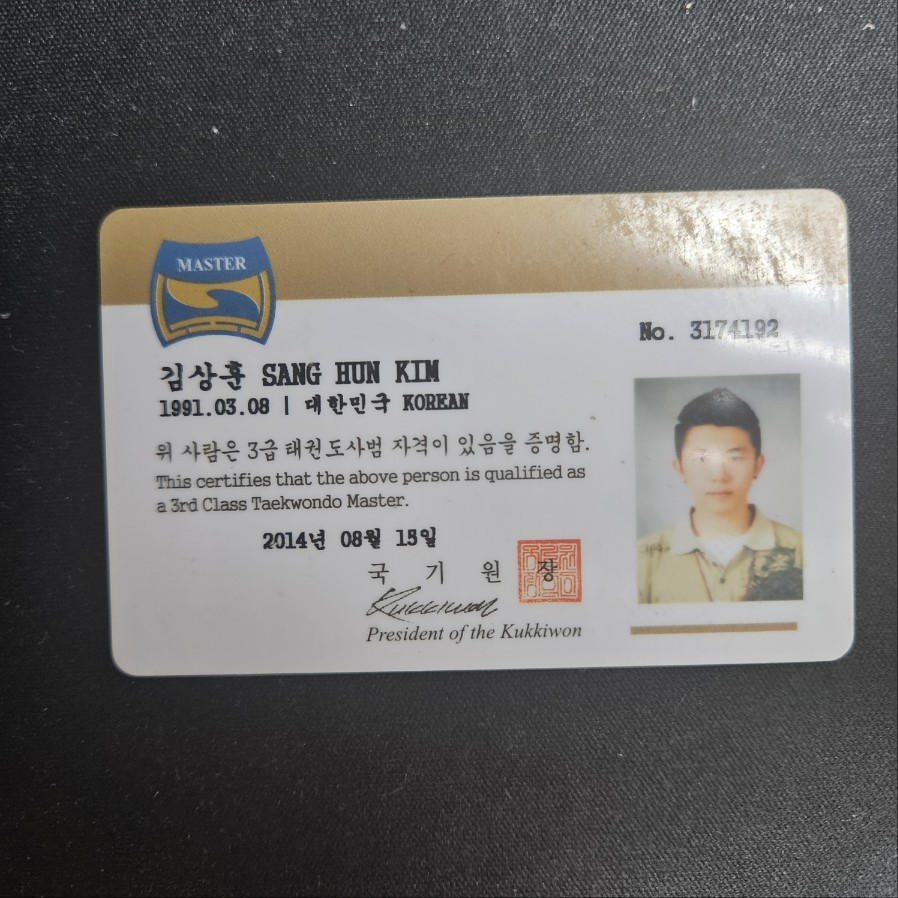 MASTER
No. 3174192
김상훈 SANG HUN KIM
1991.03.08 | 대한민국 KOREAN
위 사람은 3급 태권도사범 자격이 있음을 증명함.
This certifies that the above person is qualified as
a 3rd Class Taekwondo Master.
2014년 08월 15일
국 기 원 장
Kukkiwon
President of the Kukkiwon